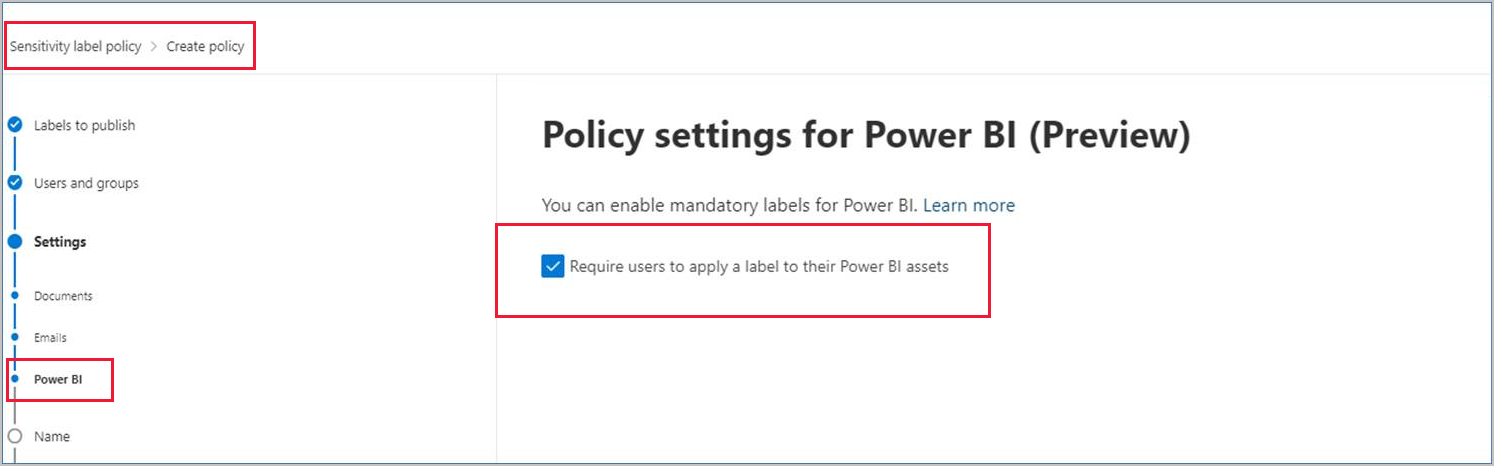 Sensitivity label policy > Create policy
Labels to publish
Users and groups
Settings
Documents
Emails
Power BI
Name
Policy settings for Power BI (Preview)
You can enable mandatory labels for Power BI. Learn more
Require users to apply a label to their Power BI assets